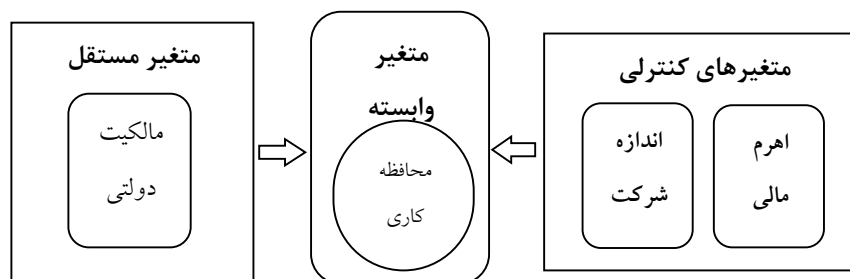 متغیرهای کنترلی
اهرم
مالی
اندازه
شرکت
متغیر
وابسته
محافظه
کاری
متغیر مستقل
مالکیت
دولتی